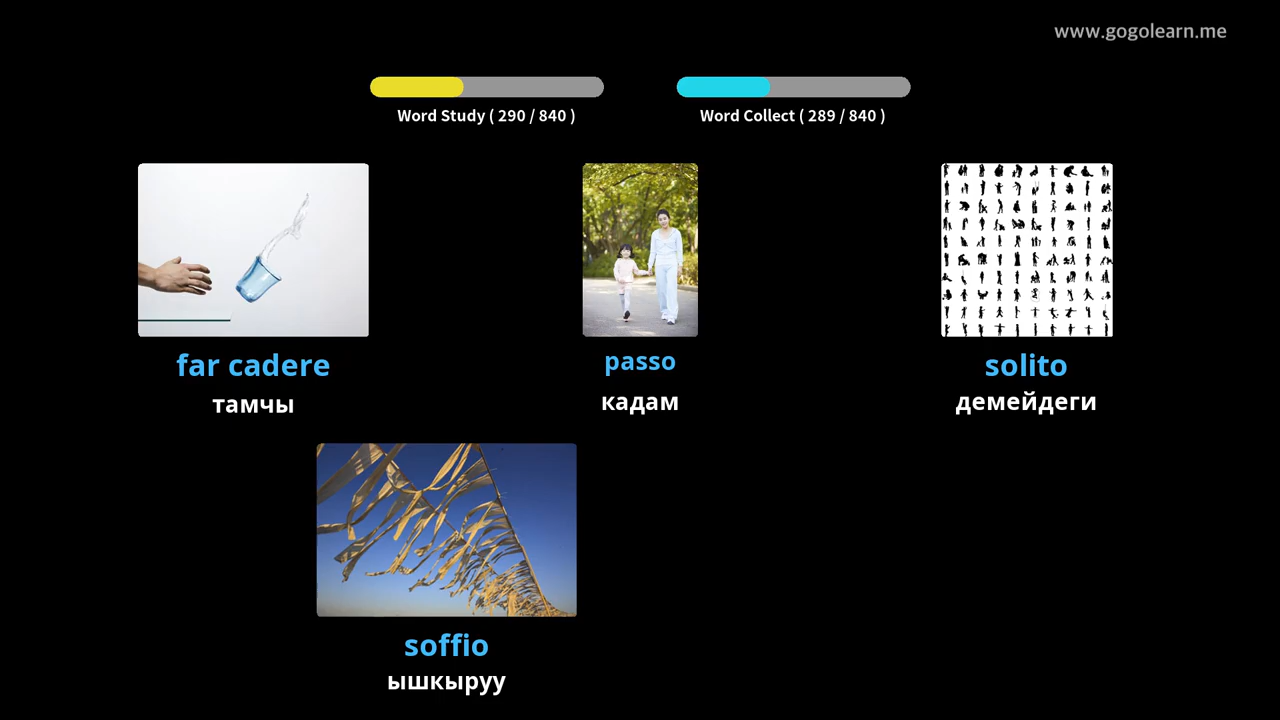 www.gogolearn.me
Word Study ( 290 / 840 )
Word Collect ( 289 / 840 )
far cadere
тамчы
passo
кадам
solito
демейдеги
soffio
ышкыруу